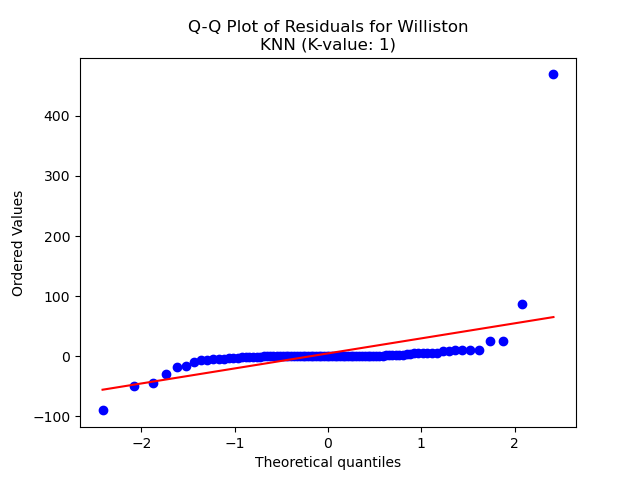 Q-Q Plot of Residuals for Williston
KNN (K-value: 1)
Ordered Values
400
300
200
100
0
−100
−2
−1
0
1
2
Theoretical quantiles